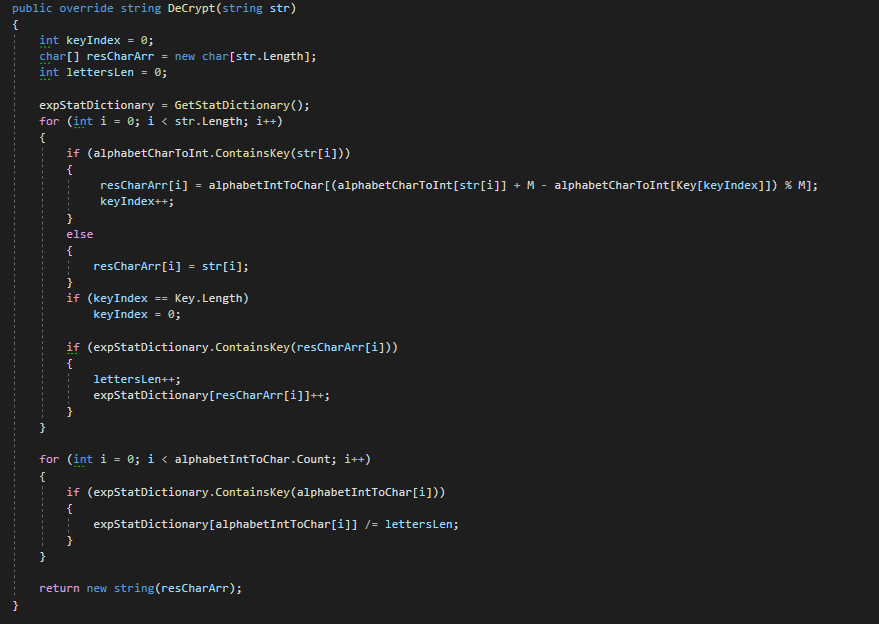 public override string DeCrypt(string str)
{
int keyIndex = 0;
char[] resCharArr = new char[str.Length];
int lettersLen = 0;
expStatDictionary = GetStatDictionary();
for (int i = 0; i < str.Length; i++)
{
if (alphabetCharToInt.ContainsKey(str[i]))
{
resCharArr[i] = alphabetIntToChar[(alphabetCharToInt[str[i]] + M - alphabetCharToInt[Key[keyIndex]]) % M];
keyIndex++;
}
else
{
resCharArr[i] = str[i];
}
if (keyIndex == Key.Length)
keyIndex = 0;
if (expStatDictionary.ContainsKey(resCharArr[i]))
{
lettersLen++;
expStatDictionary[resCharArr[i]]++;
}
}
for (int i = 0; i < alphabetIntToChar.Count; i++)
{
if (expStatDictionary.ContainsKey(alphabetIntToChar[i]))
{
expStatDictionary[alphabetIntToChar[i]] /= lettersLen;
}
}
return new string(resCharArr);
}